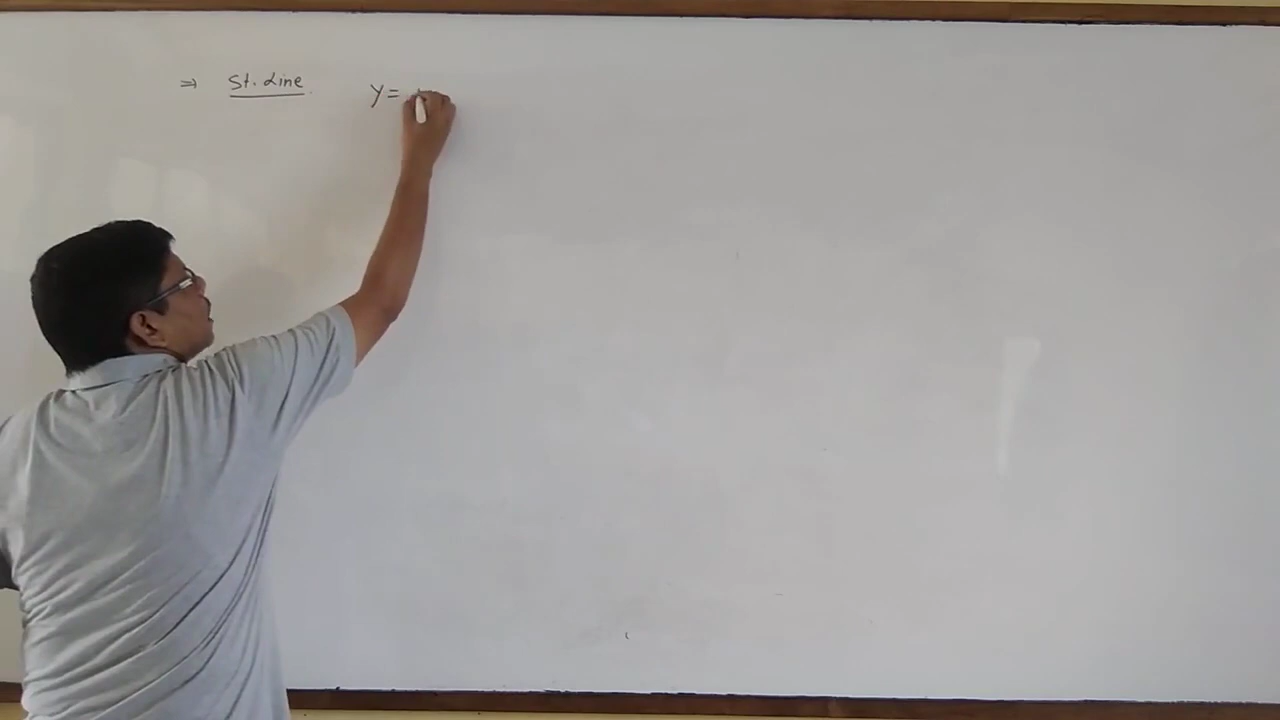 ⇒ St. Line y =